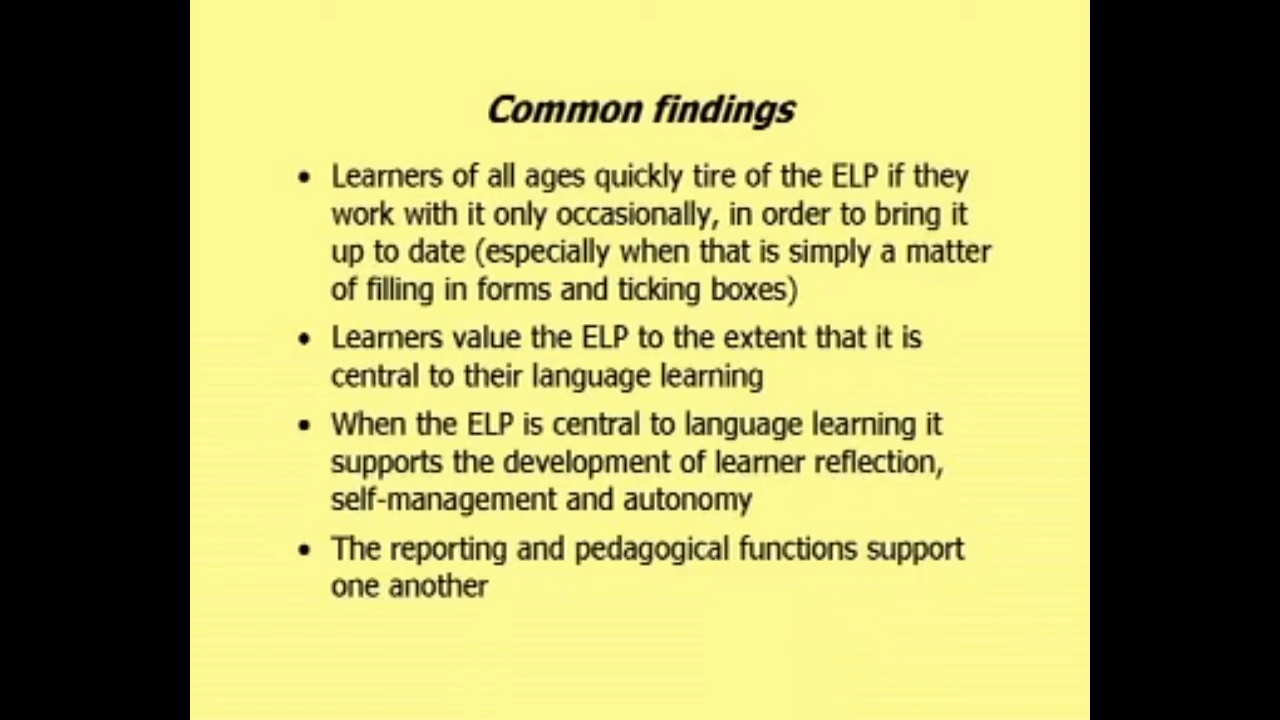 Common findings
• Learners of all ages quickly tire of the ELP if they
work with it only occasionally, in order to bring it
up to date (especially when that is simply a matter
of filling in forms and ticking boxes)
• Learners value the ELP to the extent that it is
central to their language learning
• When the ELP is central to language learning it
supports the development of learner reflection,
self-management and autonomy
• The reporting and pedagogical functions support
one another